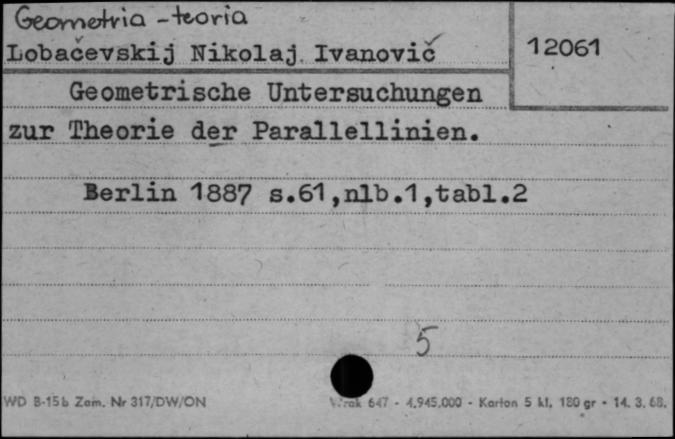 Geometria - teoria
Lobačevskij Nikolaj Ivanovič
12061
Geometrische Untersuchungen
zur Theorie der Parallellinien.
Berlin 1887 s.61,nlb.1,tabl.2
5
WD B-15b Zam. Nr 317/DW/ON
647 - 4.945.000 - Karton 5 kl. 180 gr - 14. 3. 68.